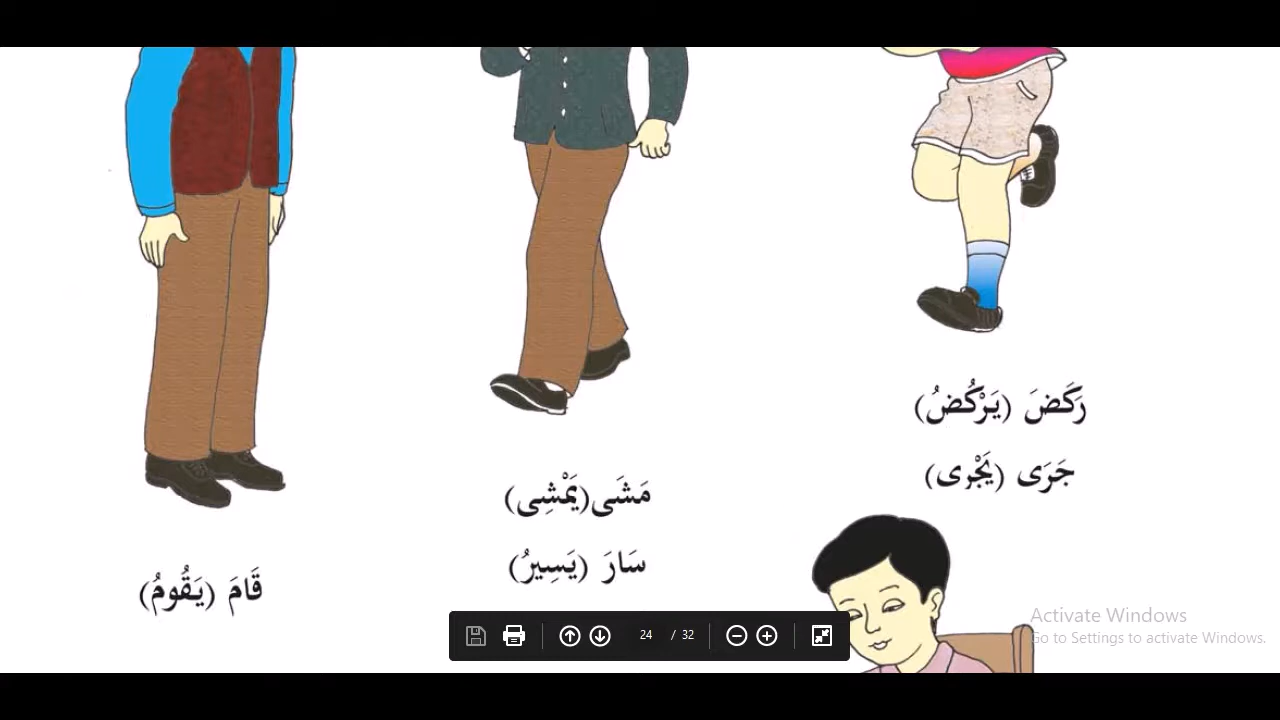 رَكَضَ (يَرْكُضُ)
جَرَى (يَجْرِى)
مَشَى (يَمْشِى)
سَارَ (يَسِيرُ)
قَامَ (يَقُومُ)
24 / 32
Activate Windows
Go to Settings to activate Windows.